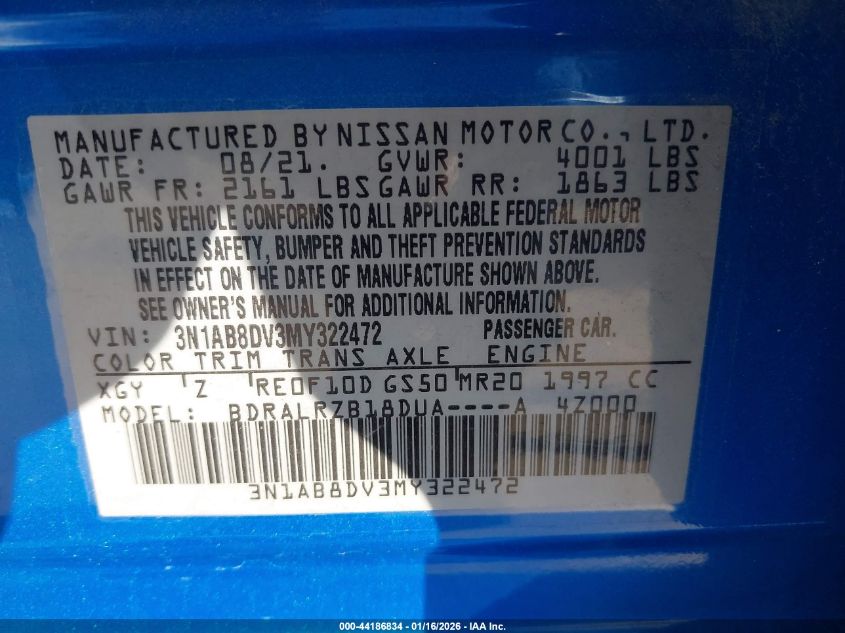 MANUFACTURED BY NISSAN MOTOR CO., LTD.
DATE: 08/21. GVWR: 4001 LBS
GAWR FR: 2161 LBS GAWR RR: 1863 LBS
THIS VEHICLE CONFORMS TO ALL APPLICABLE FEDERAL MOTOR
VEHICLE SAFETY, BUMPER AND THEFT PREVENTION STANDARDS
IN EFFECT ON THE DATE OF MANUFACTURE SHOWN ABOVE.
SEE OWNER'S MANUAL FOR ADDITIONAL INFORMATION.
VIN: 3N1AB8DV3MY322472 PASSENGER CAR.
COLOR TRIM TRANS AXLE ENGINE
XGY Z RE0F10D GS50 MR20 1997 CC
MODEL: BDRALRZB18DUA----A 4Z000
3N1AB8DV3MY322472
000-44186834 - 01/16/2026 - IAA Inc.